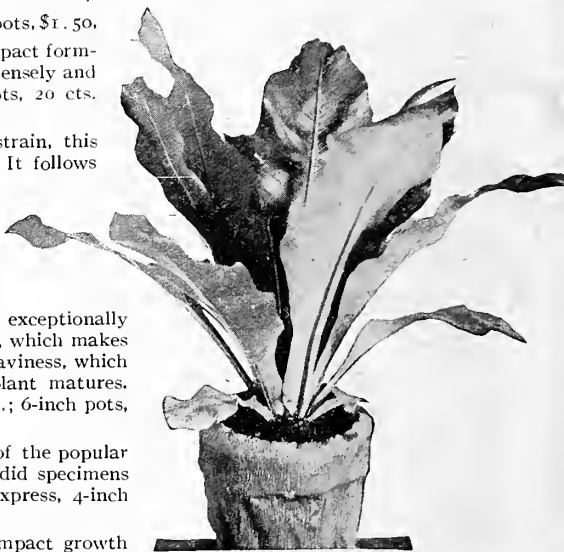 pots, $1.50,
pact form-
ensely and
ts, 20 cts.
strain, this
It follows
exceptionally
, which makes
aviness, which
lant matures.
.; 6-inch pots,
of the popular
did specimens
xpress, 4-inch
mpact growth